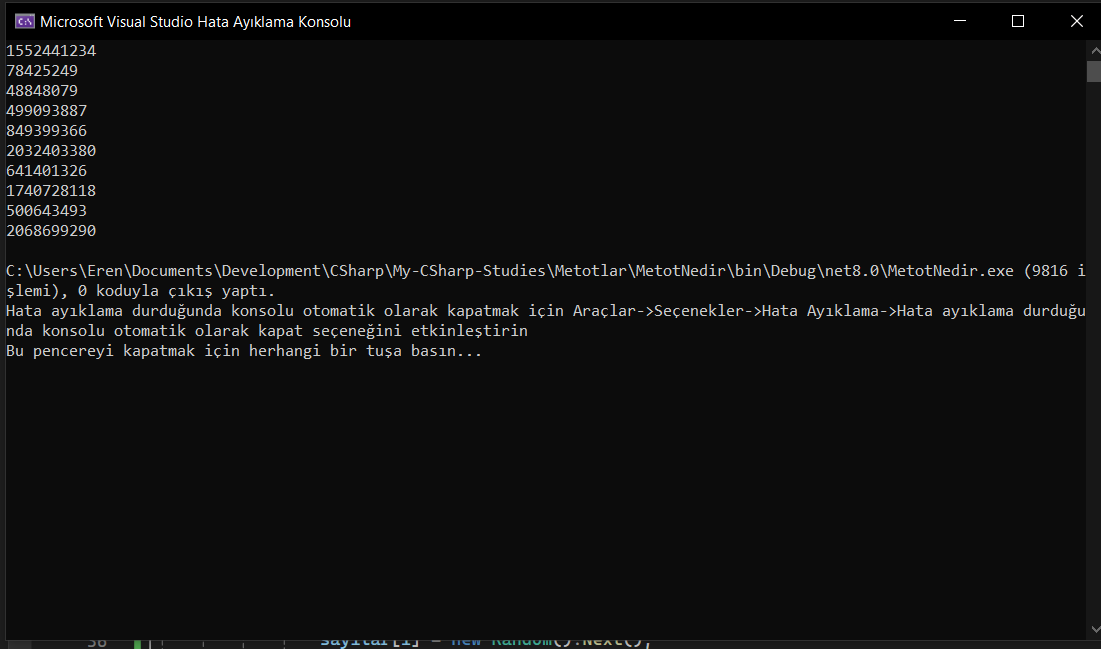 Microsoft Visual Studio Hata Ayıklama Konsolu
1552441234
78425249
48848079
499093887
849399366
2032403380
641401326
1740728118
500643493
2068699290
C:\Users\Eren\Documents\Development\CSharp\My-CSharp-Studies\Metotlar\MetotNedir\bin\Debug\net8.0\MetotNedir.exe (9816 i
şlemi), 0 koduyla çıkış yaptı.
Hata ayıklama durduğunda konsolu otomatik olarak kapatmak için Araçlar->Seçenekler->Hata Ayıklama->Hata ayıklama durduğu
nda konsolu otomatik olarak kapat seçeneğini etkinleştirin
Bu pencereyi kapatmak için herhangi bir tuşa basın...
36 sayilar[i] = new Random().Next();